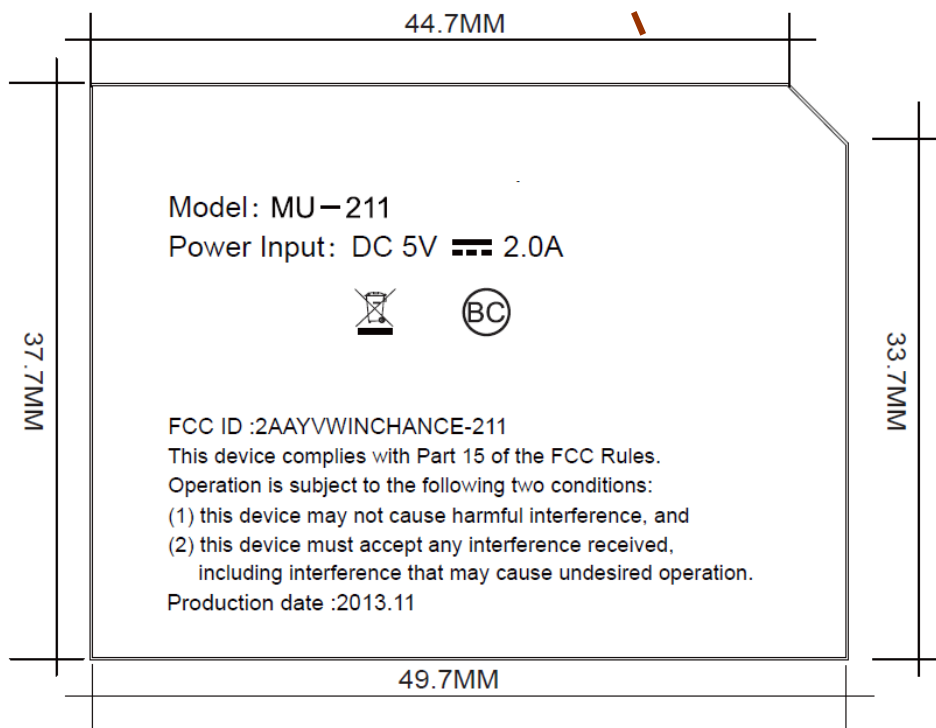 44.7MM
Model: MU-211
Power Input: DC 5V 2.0A
BC
37.7MM
33.7MM
FCC ID :2AAYVWINCHANCE-211
This device complies with Part 15 of the FCC Rules.
Operation is subject to the following two conditions:
(1) this device may not cause harmful interference, and
(2) this device must accept any interference received,
including interference that may cause undesired operation.
Production date :2013.11
49.7MM